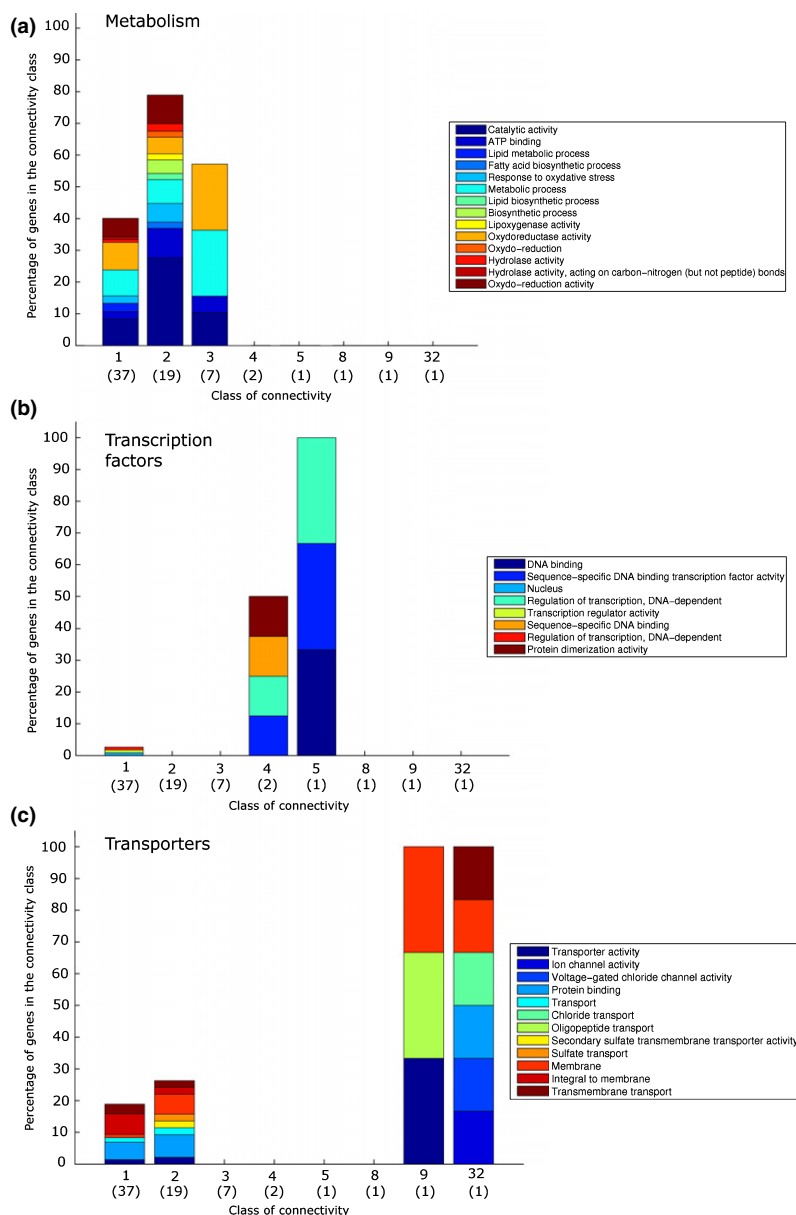 (a)
Metabolism
Percentage of genes in the connectivity class
100
90
80
70
60
50
40
30
20
10
0
1 2 3 4 5 8 9 32
(37) (19) (7) (2) (1) (1) (1) (1)
Class of connectivity
Catalytic activity
ATP binding
Lipid metabolic process
Fatty acid biosynthetic process
Response to oxydative stress
Metabolic process
Lipid biosynthetic process
Biosynthetic process
Lipoxygenase activity
Oxydoreductase activity
Oxydo-reduction
Hydrolase activity
Hydrolase activity, acting on carbon-nitrogen (but not peptide) bonds
Oxydo-reduction activity
(b)
Transcription
factors
Percentage of genes in the connectivity class
100
90
80
70
60
50
40
30
20
10
0
1 2 3 4 5 8 9 32
(37) (19) (7) (2) (1) (1) (1) (1)
Class of connectivity
DNA binding
Sequence-specific DNA binding transcription factor activity
Nucleus
Regulation of transcription, DNA-dependent
Transcription regulator activity
Sequence-specific DNA binding
Regulation of transcription, DNA-dependent
Protein dimerization activity
(c)
Transporters
Percentage of genes in the connectivity class
100
90
80
70
60
50
40
30
20
10
0
1 2 3 4 5 8 9 32
(37) (19) (7) (2) (1) (1) (1) (1)
Class of connectivity
Transporter activity
Ion channel activity
Voltage-gated chloride channel activity
Protein binding
Transport
Chloride transport
Oligopeptide transport
Secondary sulfate transmembrane transporter activity
Sulfate transport
Membrane
Integral to membrane
Transmembrane transport